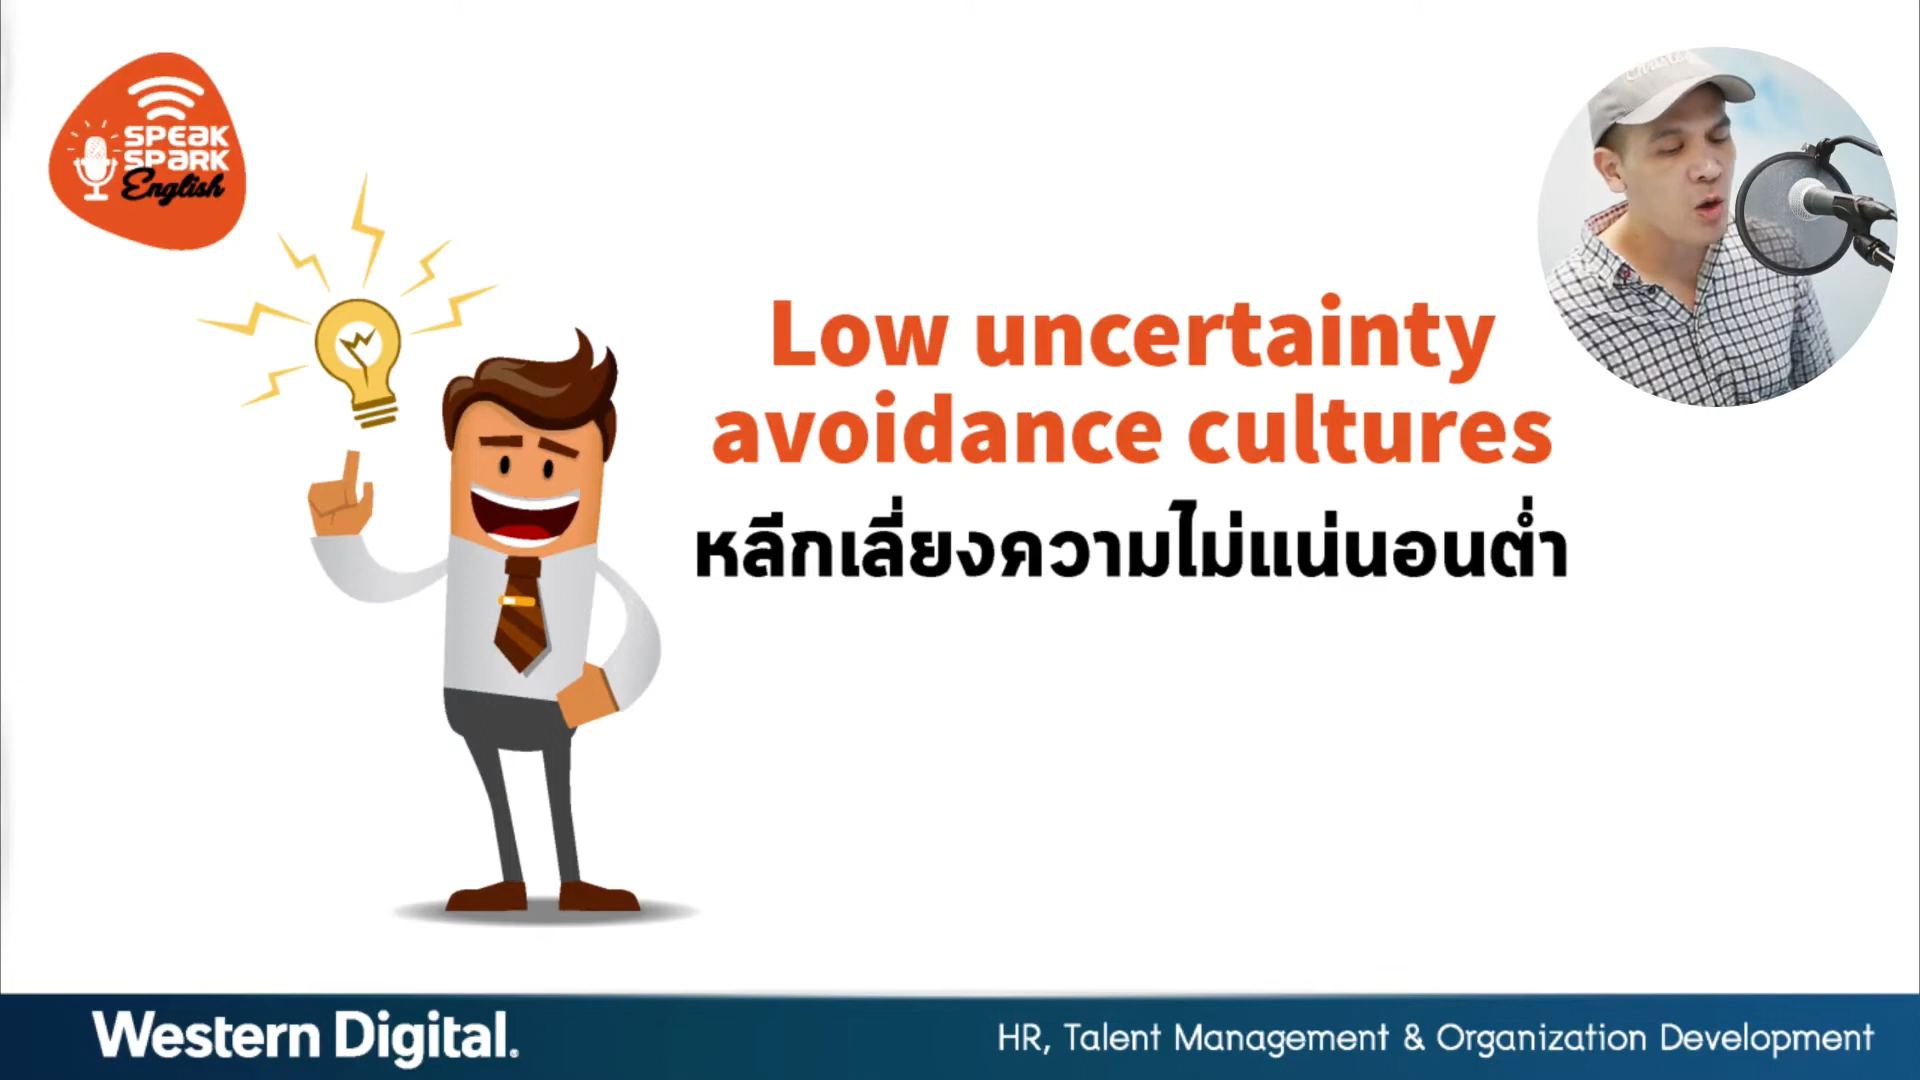 SPEAK
SPARK
English
Low uncertainty
avoidance cultures
หลีกเลี่ยงความไม่แน่นอนต่ำ
Western Digital.
HR, Talent Management & Organization Development